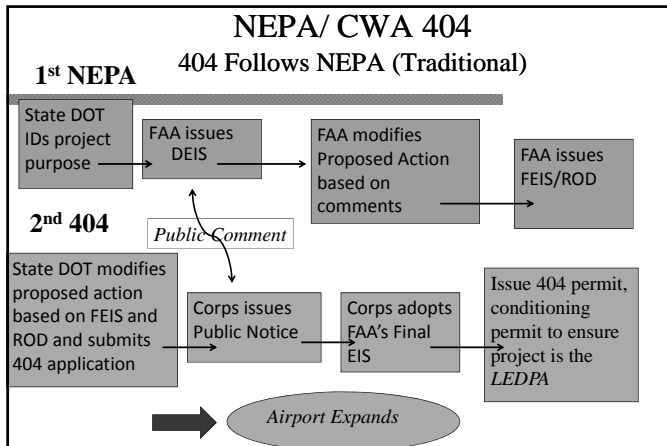 NEPA/ CWA 404
404 Follows NEPA (Traditional)
1st NEPA
State DOT
IDs project
purpose
FAA issues
DEIS
FAA modifies
Proposed Action
based on
comments
FAA issues
FEIS/ROD
2nd 404
Public Comment
State DOT modifies
proposed action
based on FEIS and
ROD and submits
404 application
Corps issues
Public Notice
Corps adopts
FAA's Final
EIS
Issue 404 permit,
conditioning
permit to ensure
project is the
LEDPA
Airport Expands